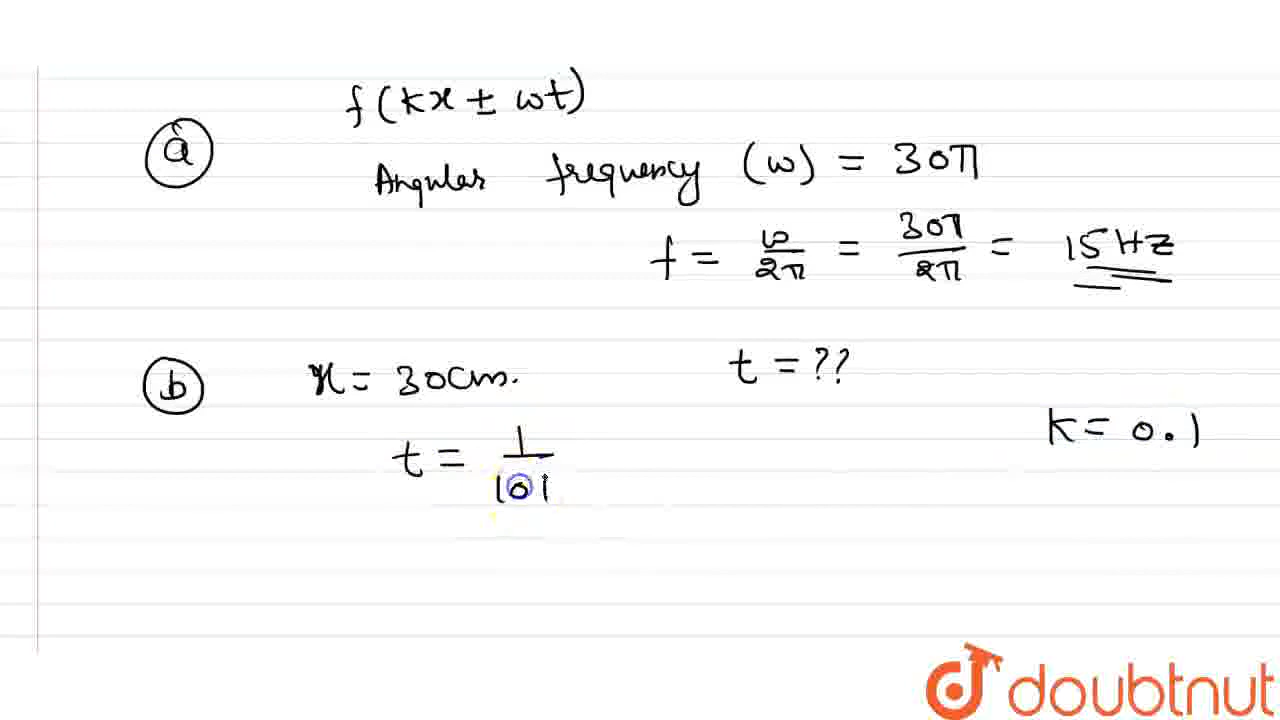 f(kx ± ωt)
a
Angular frequency (ω) = 30π
f = ω/2π = 30π/2π = 15Hz
b x = 30cm. t = ??
k = 0.1
t = 1/101
doubtnut